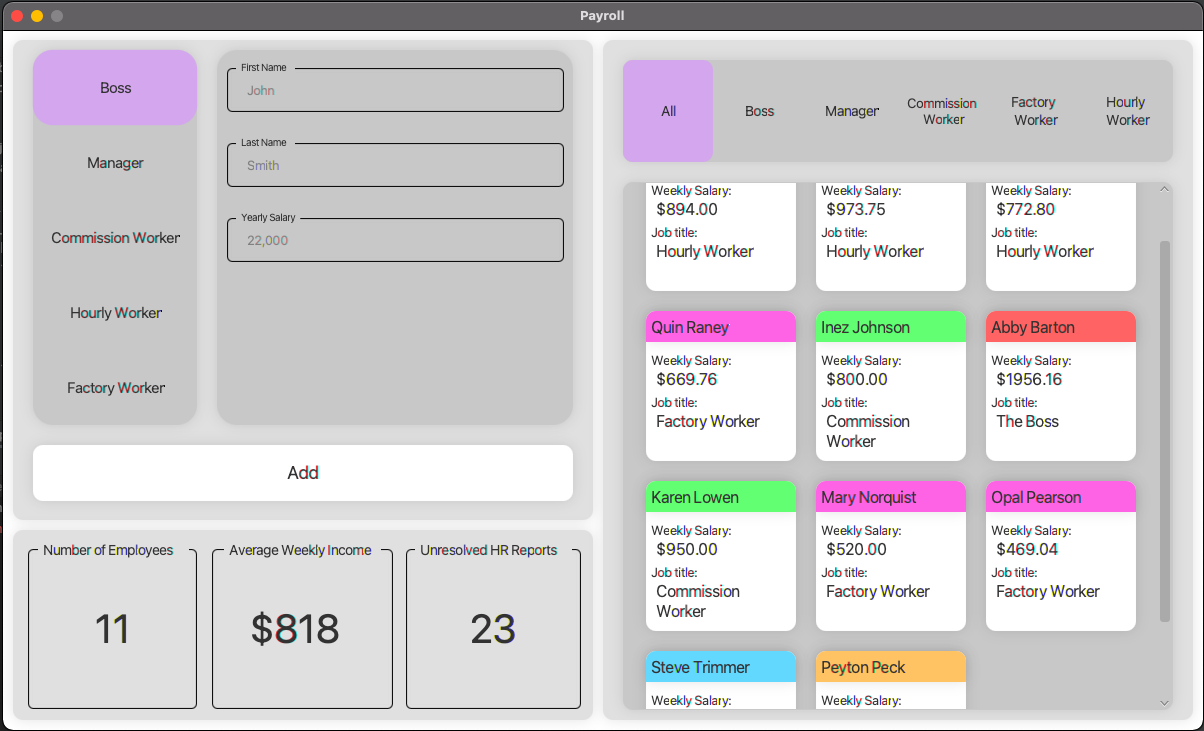 Payroll
Boss
Manager
Commission Worker
Hourly Worker
Factory Worker
First Name
John
Last Name
Smith
Yearly Salary
22,000
Add
Number of Employees
11
Average Weekly Income
$818
Unresolved HR Reports
23
All
Boss
Manager
Commission
Worker
Factory
Worker
Hourly
Worker
Weekly Salary:
$894.00
Job title:
Hourly Worker
Weekly Salary:
$973.75
Job title:
Hourly Worker
Weekly Salary:
$772.80
Job title:
Hourly Worker
Quin Raney
Weekly Salary:
$669.76
Job title:
Factory Worker
Inez Johnson
Weekly Salary:
$800.00
Job title:
Commission
Worker
Abby Barton
Weekly Salary:
$1956.16
Job title:
The Boss
Karen Lowen
Weekly Salary:
$950.00
Job title:
Commission
Worker
Mary Norquist
Weekly Salary:
$520.00
Job title:
Factory Worker
Opal Pearson
Weekly Salary:
$469.04
Job title:
Factory Worker
Steve Trimmer
Weekly Salary:
Peyton Peck
Weekly Salary: